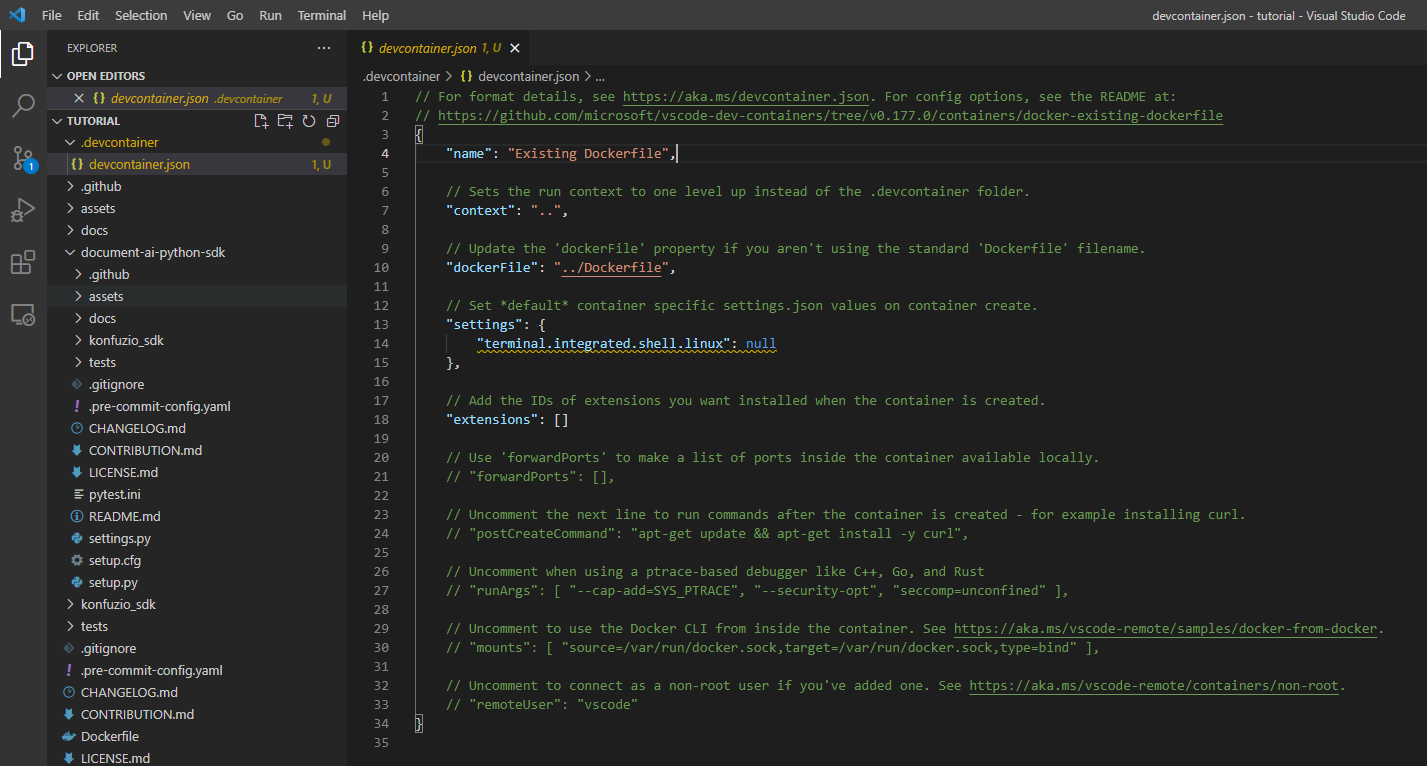 File Edit Selection View Go Run Terminal Help
devcontainer.json - tutorial - Visual Studio Code
EXPLORER
OPEN EDITORS
devcontainer.json .devcontainer 1, U
TUTORIAL
.devcontainer
devcontainer.json 1, U
.github
assets
docs
document-ai-python-sdk
.github
assets
docs
konfuzio_sdk
tests
.gitignore
.pre-commit-config.yaml
CHANGELOG.md
CONTRIBUTION.md
LICENSE.md
pytest.ini
README.md
settings.py
setup.cfg
setup.py
konfuzio_sdk
tests
.gitignore
.pre-commit-config.yaml
CHANGELOG.md
CONTRIBUTION.md
Dockerfile
LICENSE.md
1
{} devcontainer.json 1, U
.devcontainer > {} devcontainer.json > ...
1 // For format details, see https://aka.ms/devcontainer.json. For config options, see the README at:
2 // https://github.com/microsoft/vscode-dev-containers/tree/v0.177.0/containers/docker-existing-dockerfile
3 {
4 "name": "Existing Dockerfile",
5
6 // Sets the run context to one level up instead of the .devcontainer folder.
7 "context": "..",
8
9 // Update the 'dockerFile' property if you aren't using the standard 'Dockerfile' filename.
10 "dockerFile": "../Dockerfile",
11
12 // Set *default* container specific settings.json values on container create.
13 "settings": {
14 "terminal.integrated.shell.linux": null
15 },
16
17 // Add the IDs of extensions you want installed when the container is created.
18 "extensions": []
19
20 // Use 'forwardPorts' to make a list of ports inside the container available locally.
21 // "forwardPorts": [],
22
23 // Uncomment the next line to run commands after the container is created - for example installing curl.
24 // "postCreateCommand": "apt-get update && apt-get install -y curl",
25
26 // Uncomment when using a ptrace-based debugger like C++, Go, and Rust
27 // "runArgs": [ "--cap-add=SYS_PTRACE", "--security-opt", "seccomp=unconfined" ],
28
29 // Uncomment to use the Docker CLI from inside the container. See https://aka.ms/vscode-remote/samples/docker-from-docker.
30 // "mounts": [ "source=/var/run/docker.sock,target=/var/run/docker.sock,type=bind" ],
31
32 // Uncomment to connect as a non-root user if you've added one. See https://aka.ms/vscode-remote/containers/non-root.
33 // "remoteUser": "vscode"
34 }
35